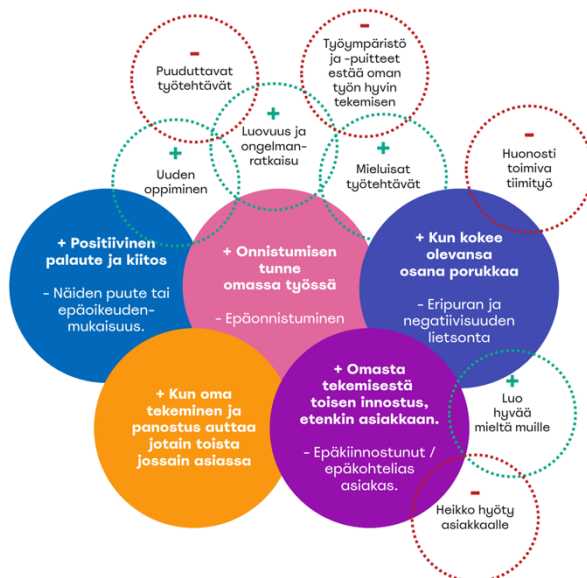 –
Puuduttavat
työtehtävät
–
Työympäristö
ja -puitteet
estää oman
työn hyvin
tekemisen
+
Luovuus ja
ongelman-
ratkaisu
+
Uuden
oppiminen
+
Mieluisat
työtehtävät
–
Huonosti
toimiva
tiimityö
+ Positiivinen
palaute ja kiitos
– Näiden puute tai
epäoikeuden-
mukaisuus.
+ Onnistumisen
tunne
omassa työssä
– Epäonnistuminen
+ Kun kokee
olevansa
osana porukkaa
– Eripuran ja
negatiivisuuden
lietsonta
+ Kun oma
tekeminen ja
panostus auttaa
jotain toista
jossain asiassa
+ Omasta
tekemisestä
toisen innostus,
etenkin asiakkaan.
– Epäkiinnostunut /
epäkohtelias
asiakas.
+
Luo
hyvää
mieltä muille
–
Heikko hyöty
asiakkaalle